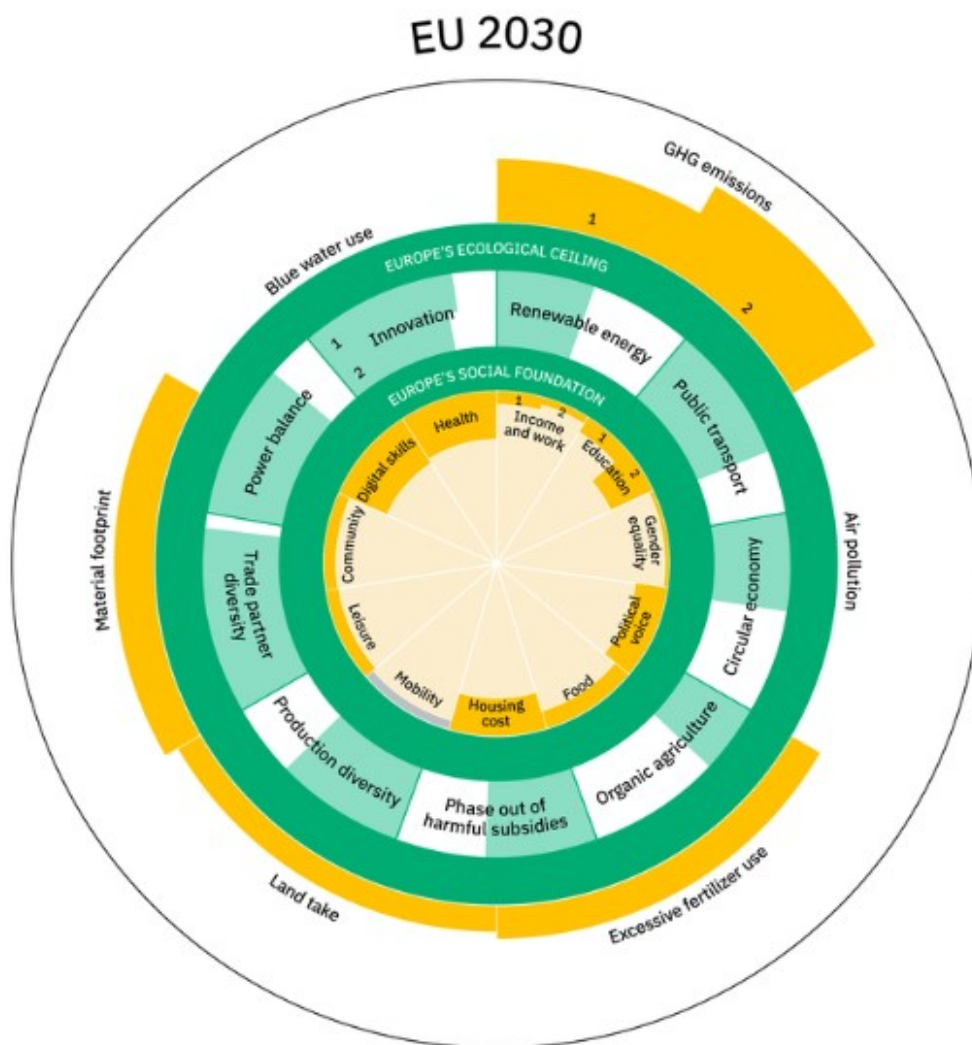 EU 2030
GHG emissions
1
2
Blue water use
EUROPE'S ECOLOGICAL CEILING
Innovation
1
2
Renewable energy
Public transport
Power balance
EUROPE'S SOCIAL FOUNDATION
Health
1
2
Income
and work
1
Education
2
Digital skills
Gender
equality
Community
Material footprint
Air pollution
Circular economy
Trade partner
diversity
Political
voice
Leisure
Mobility
Housing
cost
Food
Organic agriculture
Production diversity
Phase out of
harmful subsidies
Land take
Excessive fertilizer use